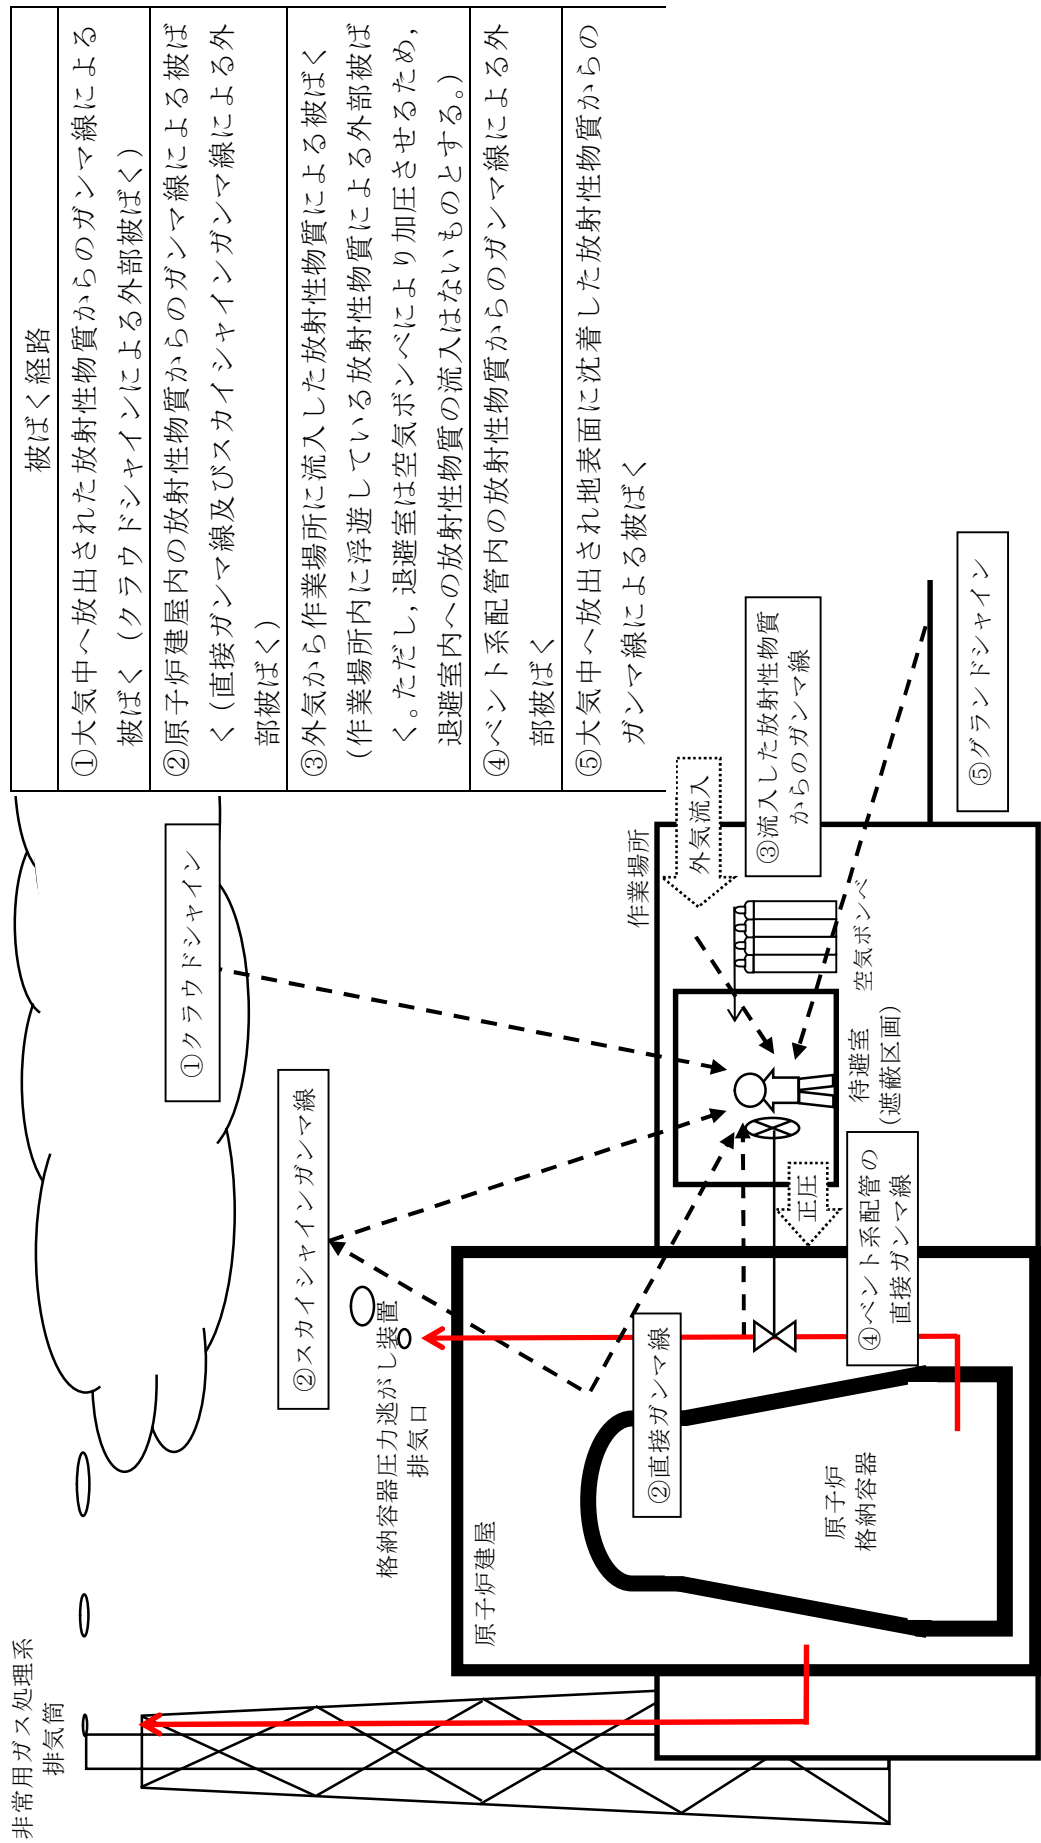 被ばく経路
①大気中へ放出された放射性物質からのガンマ線による
被ばく（クラウドシャインによる外部被ばく）
②原子炉建屋内の放射性物質からのガンマ線による被ば
く（直接ガンマ線及びスカイシャインガンマ線による外
部被ばく）
③外気から作業場所に流入した放射性物質による被ばく
（作業場所内に浮遊している放射性物質による外部被ば
く。ただし，退避室は空気ボンベにより加圧させるため，
退避室内への放射性物質の流入はないものとする。）
④ベント系配管内の放射性物質からのガンマ線による外
部被ばく
⑤大気中へ放出され地表面に沈着した放射性物質からの
ガンマ線による被ばく
非常用ガス処理系
排気筒
①クラウドシャイン
②スカイシャインガンマ線
格納容器圧力逃がし装置
排気口
原子炉建屋
②直接ガンマ線
原子炉
格納容器
④ベント系配管の
直接ガンマ線
正圧
待避室
（遮蔽区画）
空気ボンベ
作業場所
外気流入
③流入した放射性物質
からのガンマ線
⑤グランドシャイン